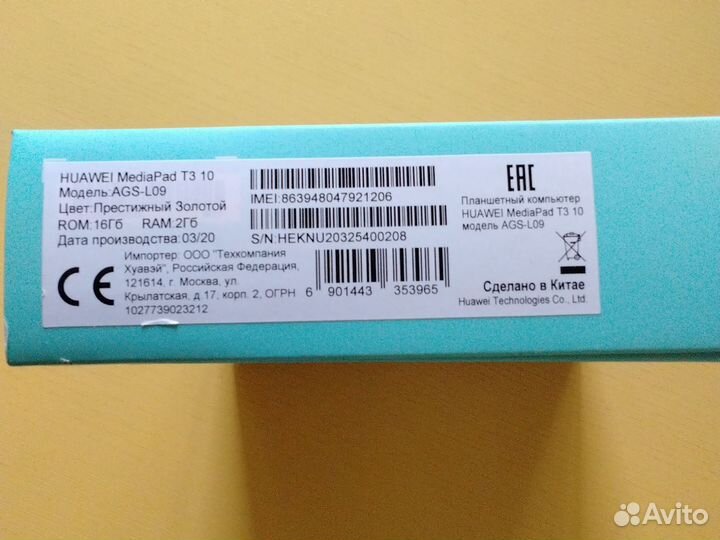 HUAWEI MediaPad T3 10
Модель:AGS-L09
Цвет:Престижный Золотой
ROM:16Гб RAM:2Гб
Дата производства:03/20
IMEI:863948047921206
S/N:HEKNU20325400208
EAC
Планшетный компьютер
HUAWEI MediaPad T3 10
модель AGS-L09
CE
Импортер: ООО "Техкомпания
Хуавэй", Российская Федерация,
121614, г. Москва, ул.
Крылатская, д 17, корп. 2, ОГРН
1027739023212
6 901443 353965
Сделано в Китае
Huawei Technologies Co., Ltd.
Avito